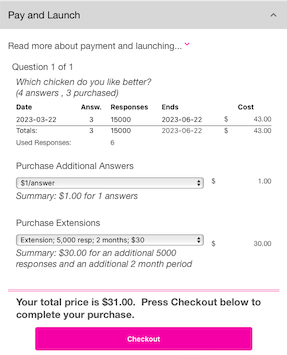 Pay and Launch
Read more about payment and launching...
Question 1 of 1
Which chicken do you like better?
(4 answers , 3 purchased)
Date Answ. Responses Ends Cost
2023-03-22 3 15000 2023-06-22 $ 43.00
Totals: 3 15000 2023-06-22 $ 43.00
Used Responses: 6
Purchase Additional Answers
$1/answer $ 1.00
Summary: $1.00 for 1 answers
Purchase Extensions
Extension; 5,000 resp; 2 months; $30 $ 30.00
Summary: $30.00 for an additional 5000
responses and an additional 2 month period
Your total price is $31.00. Press Checkout below to
complete your purchase.
Checkout